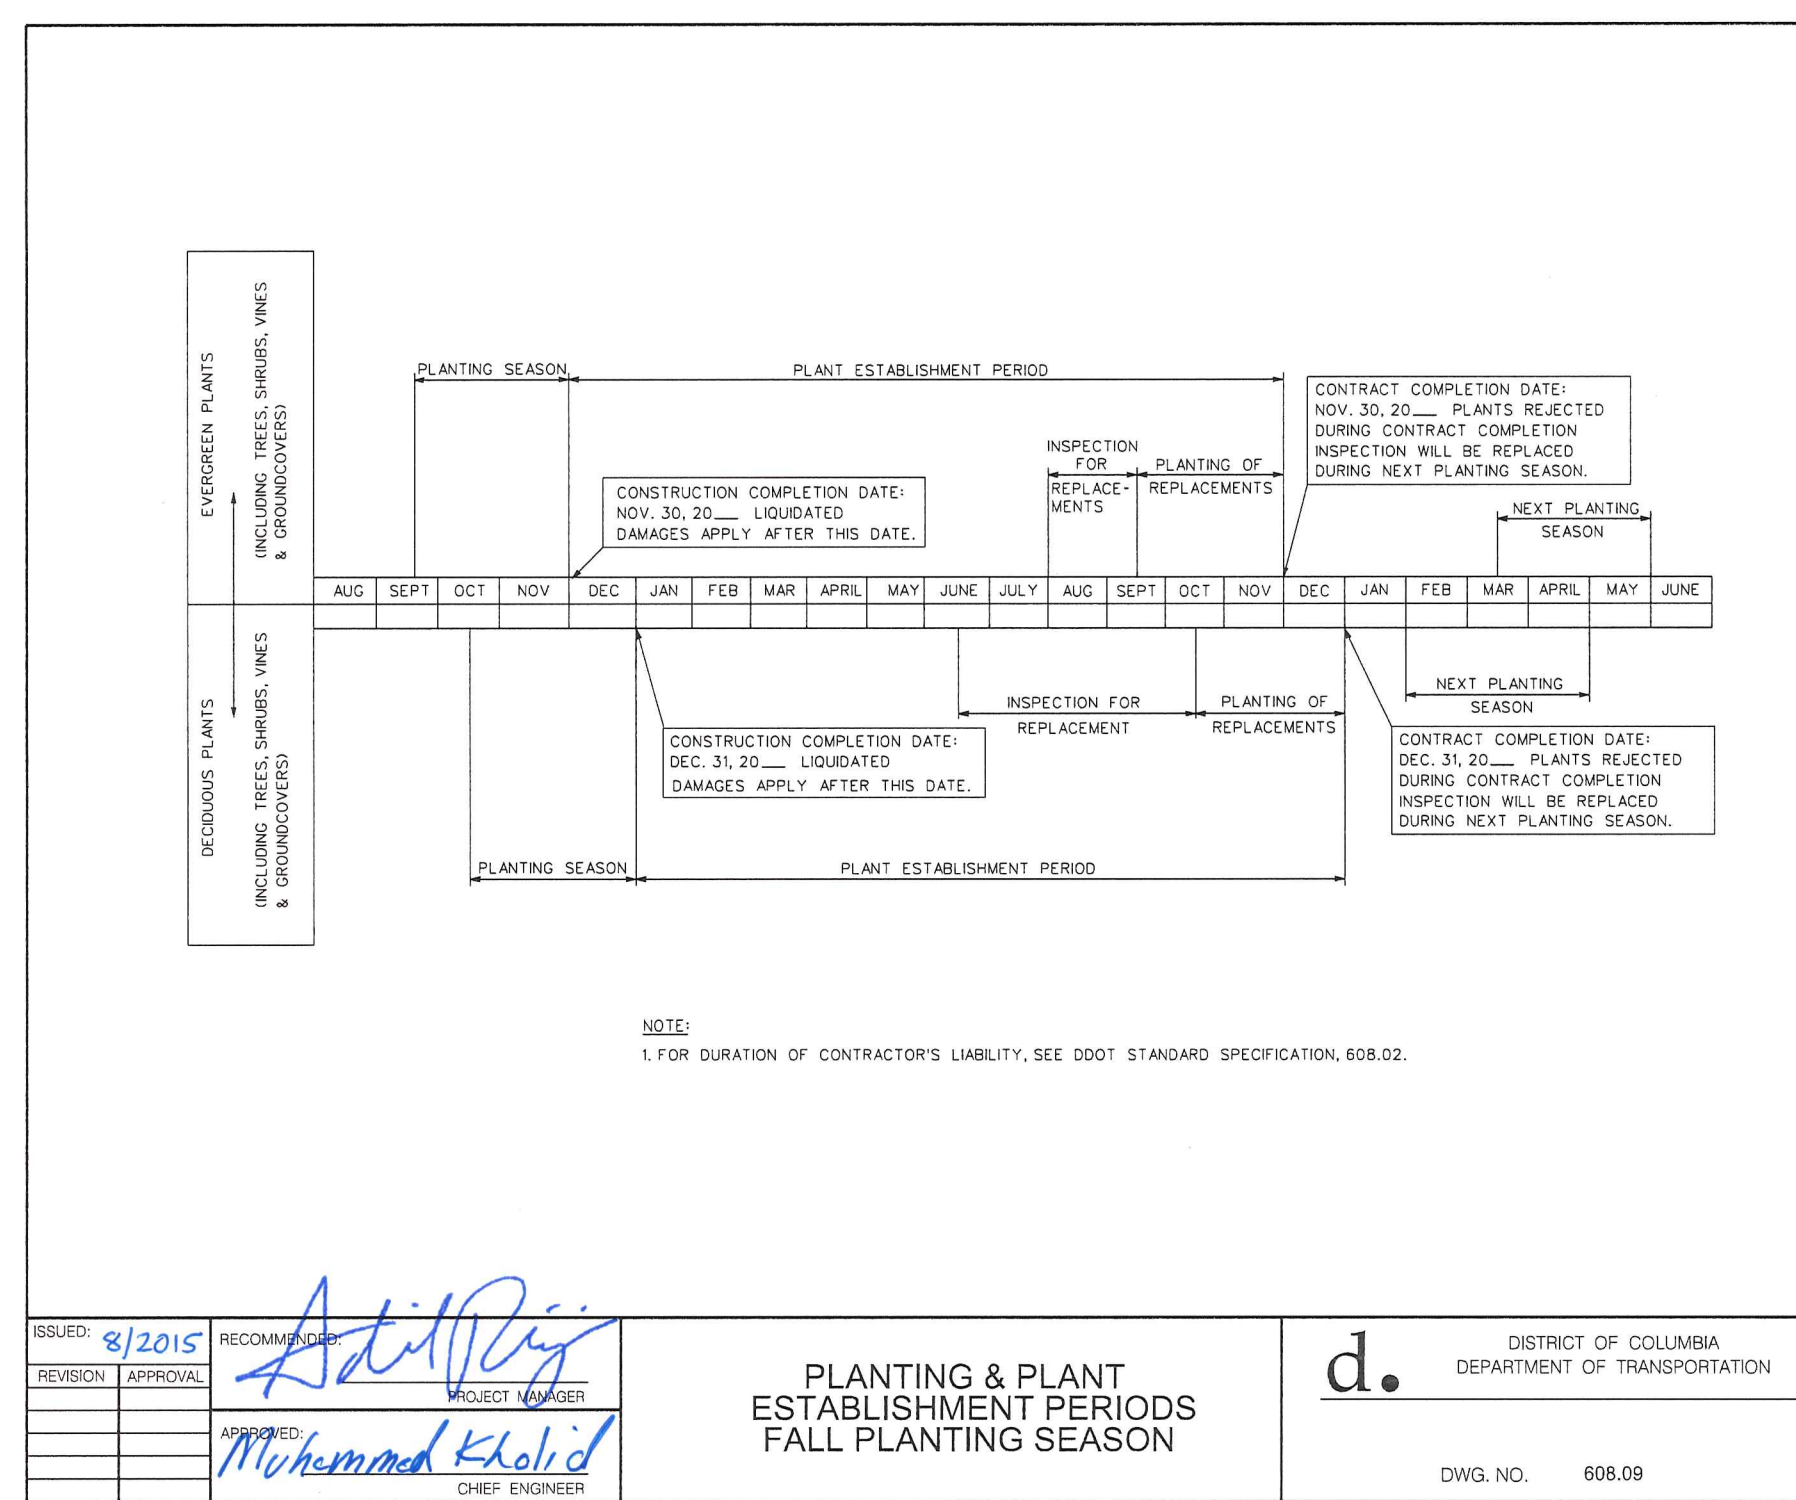 EVERGREEN PLANTS
(INCLUDING TREES, SHRUBS, VINES
& GROUNDCOVERS)
PLANTING SEASON
PLANT ESTABLISHMENT PERIOD
CONTRACT COMPLETION DATE:
NOV. 30, 20__ PLANTS REJECTED
DURING CONTRACT COMPLETION
INSPECTION WILL BE REPLACED
DURING NEXT PLANTING SEASON.
INSPECTION
FOR
REPLACE-
MENTS
PLANTING OF
REPLACEMENTS
CONSTRUCTION COMPLETION DATE:
NOV. 30, 20__ LIQUIDATED
DAMAGES APPLY AFTER THIS DATE.
NEXT PLANTING
SEASON
AUG SEPT OCT NOV DEC JAN FEB MAR APRIL MAY JUNE JULY AUG SEPT OCT NOV DEC JAN FEB MAR APRIL MAY JUNE
DECIDUOUS PLANTS
(INCLUDING TREES, SHRUBS, VINES
& GROUNDCOVERS)
NEXT PLANTING
SEASON
INSPECTION FOR
REPLACEMENT
PLANTING OF
REPLACEMENTS
CONSTRUCTION COMPLETION DATE:
DEC. 31, 20__ LIQUIDATED
DAMAGES APPLY AFTER THIS DATE.
CONTRACT COMPLETION DATE:
DEC. 31, 20__ PLANTS REJECTED
DURING CONTRACT COMPLETION
INSPECTION WILL BE REPLACED
DURING NEXT PLANTING SEASON.
PLANTING SEASON
PLANT ESTABLISHMENT PERIOD
NOTE:
1. FOR DURATION OF CONTRACTOR'S LIABILITY, SEE DDOT STANDARD SPECIFICATION, 608.02.
ISSUED: 8/2015
REVISION APPROVAL
RECOMMENDED:
PROJECT MANAGER
APPROVED:
Muhammed Kholid
CHIEF ENGINEER
PLANTING & PLANT
ESTABLISHMENT PERIODS
FALL PLANTING SEASON
d.
DISTRICT OF COLUMBIA
DEPARTMENT OF TRANSPORTATION
DWG. NO. 608.09